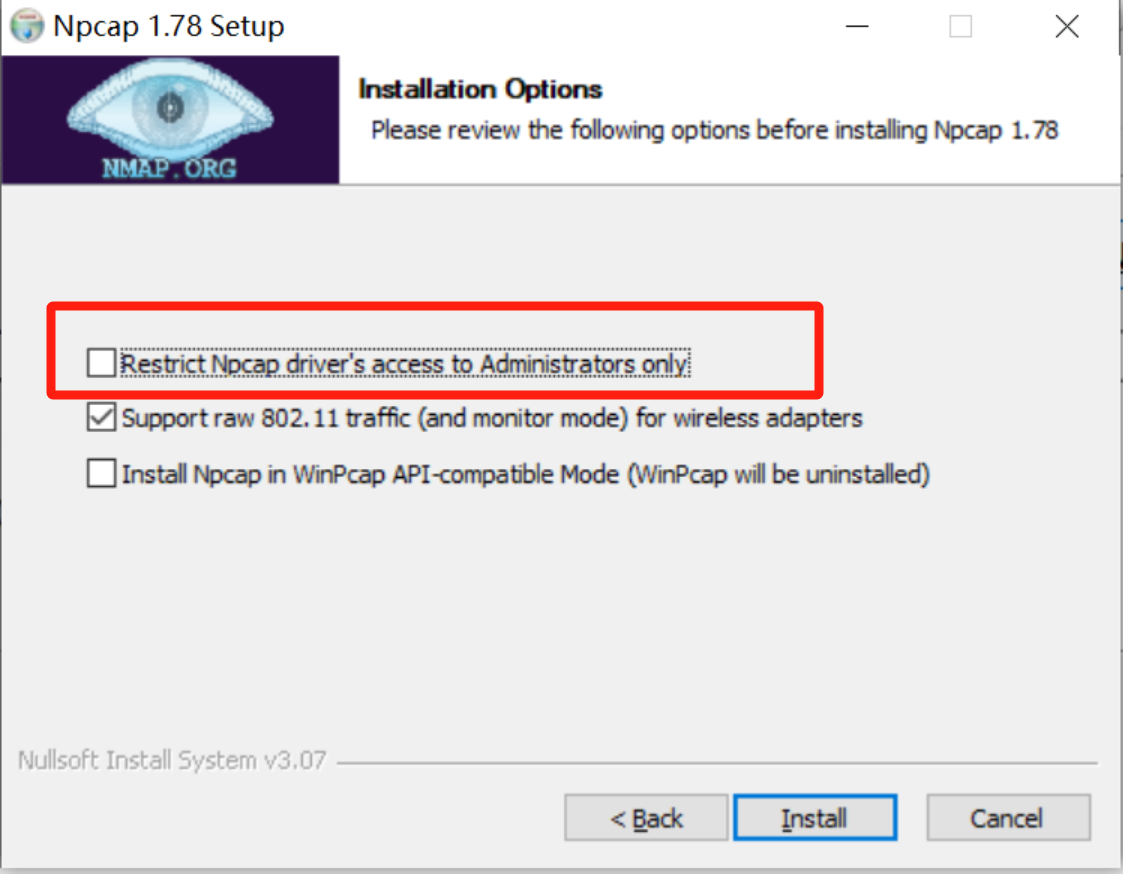 Npcap 1.78 Setup
NMAP.ORG
Installation Options
Please review the following options before installing Npcap 1.78
Restrict Npcap driver's access to Administrators only
Support raw 802.11 traffic (and monitor mode) for wireless adapters
Install Npcap in WinPcap API-compatible Mode (WinPcap will be uninstalled)
Nullsoft Install System v3.07
< Back
Install
Cancel